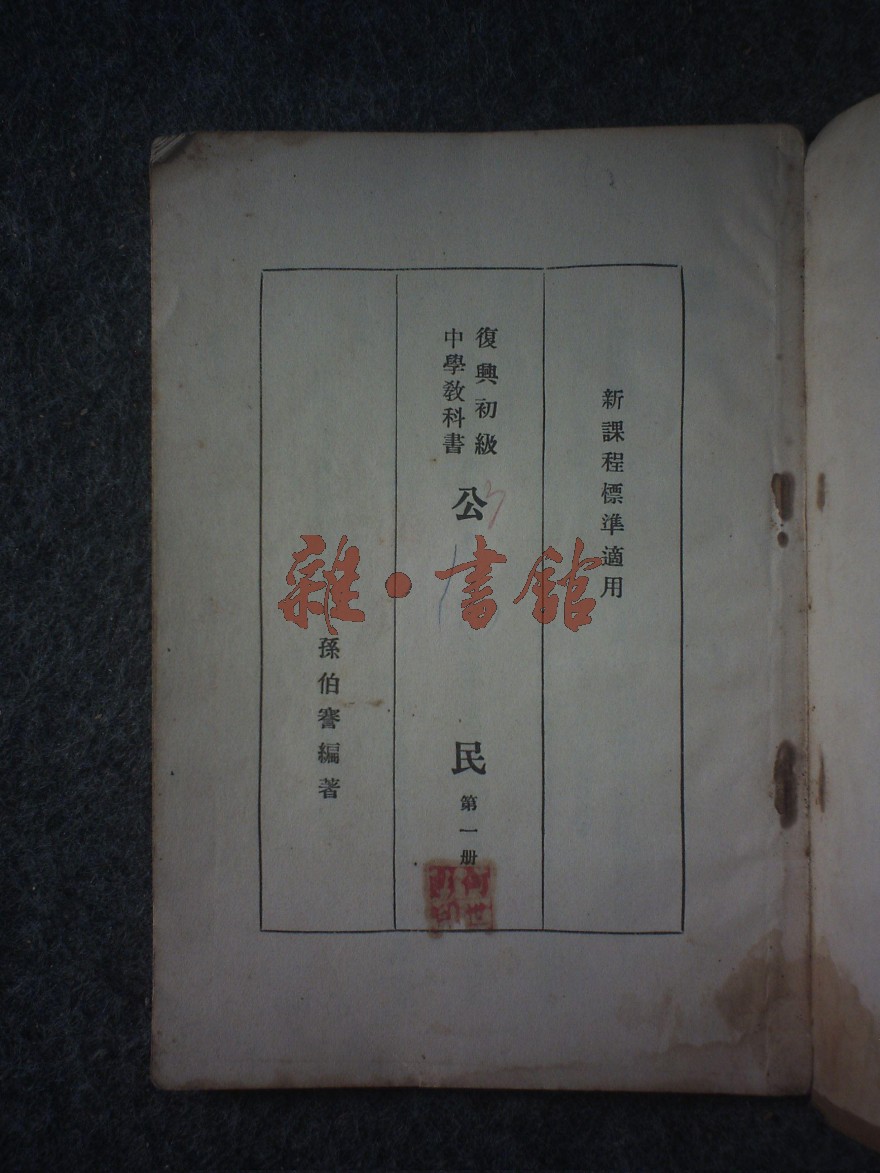 新課程標準適用
復興初級
中學教科書
公民
第一册
孫伯謇編著
雜·書館